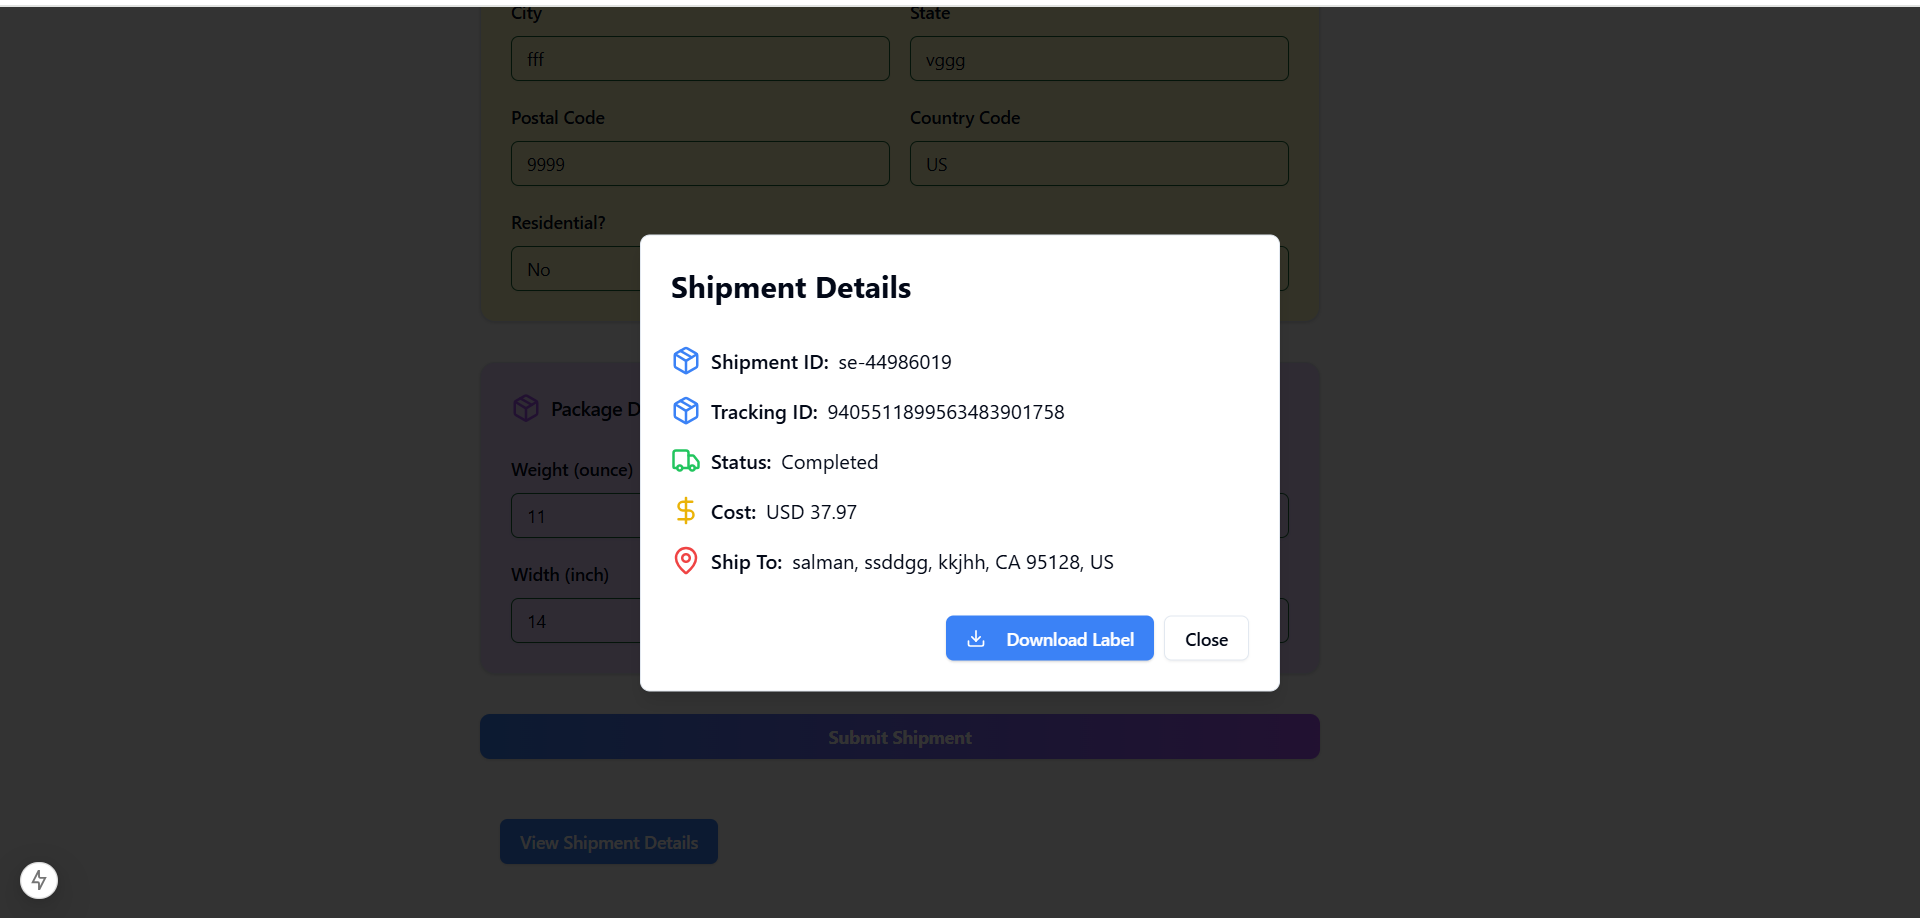 City State
fff vggg
Postal Code Country Code
9999 US
Residential?
No
Shipment Details
Shipment ID: se-44986019
Tracking ID: 9405511899563483901758
Status: Completed
Cost: USD 37.97
Ship To: salman, ssddgg, kkjhh, CA 95128, US
Download Label Close
Package D
Weight (ounce)
11
Width (inch)
14
Submit Shipment
View Shipment Details